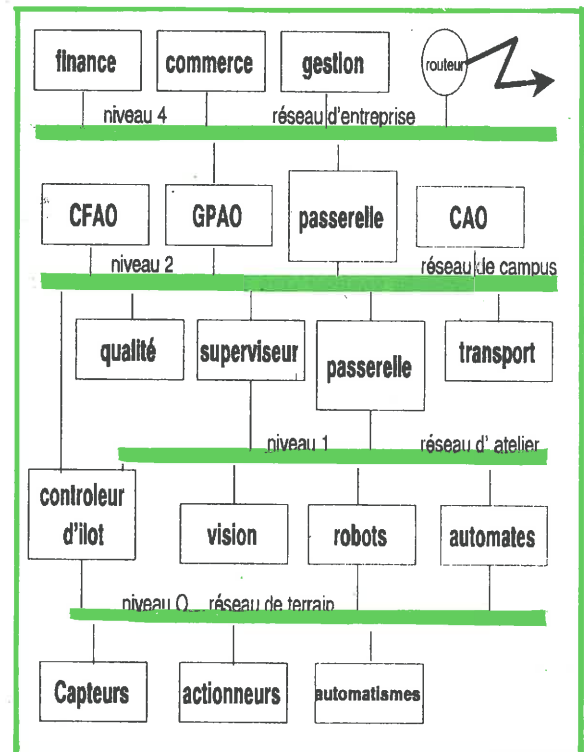 finance
commerce
gestion
routeur
niveau 4
réseau d'entreprise
CFAO
GPAO
passerelle
CAO
niveau 2
réseau de campus
qualité
superviseur
passerelle
transport
niveau 1
réseau d' atelier
controleur
d'ilot
vision
robots
automates
niveau O
réseau de terrain
Capteurs
actionneurs
automatismes